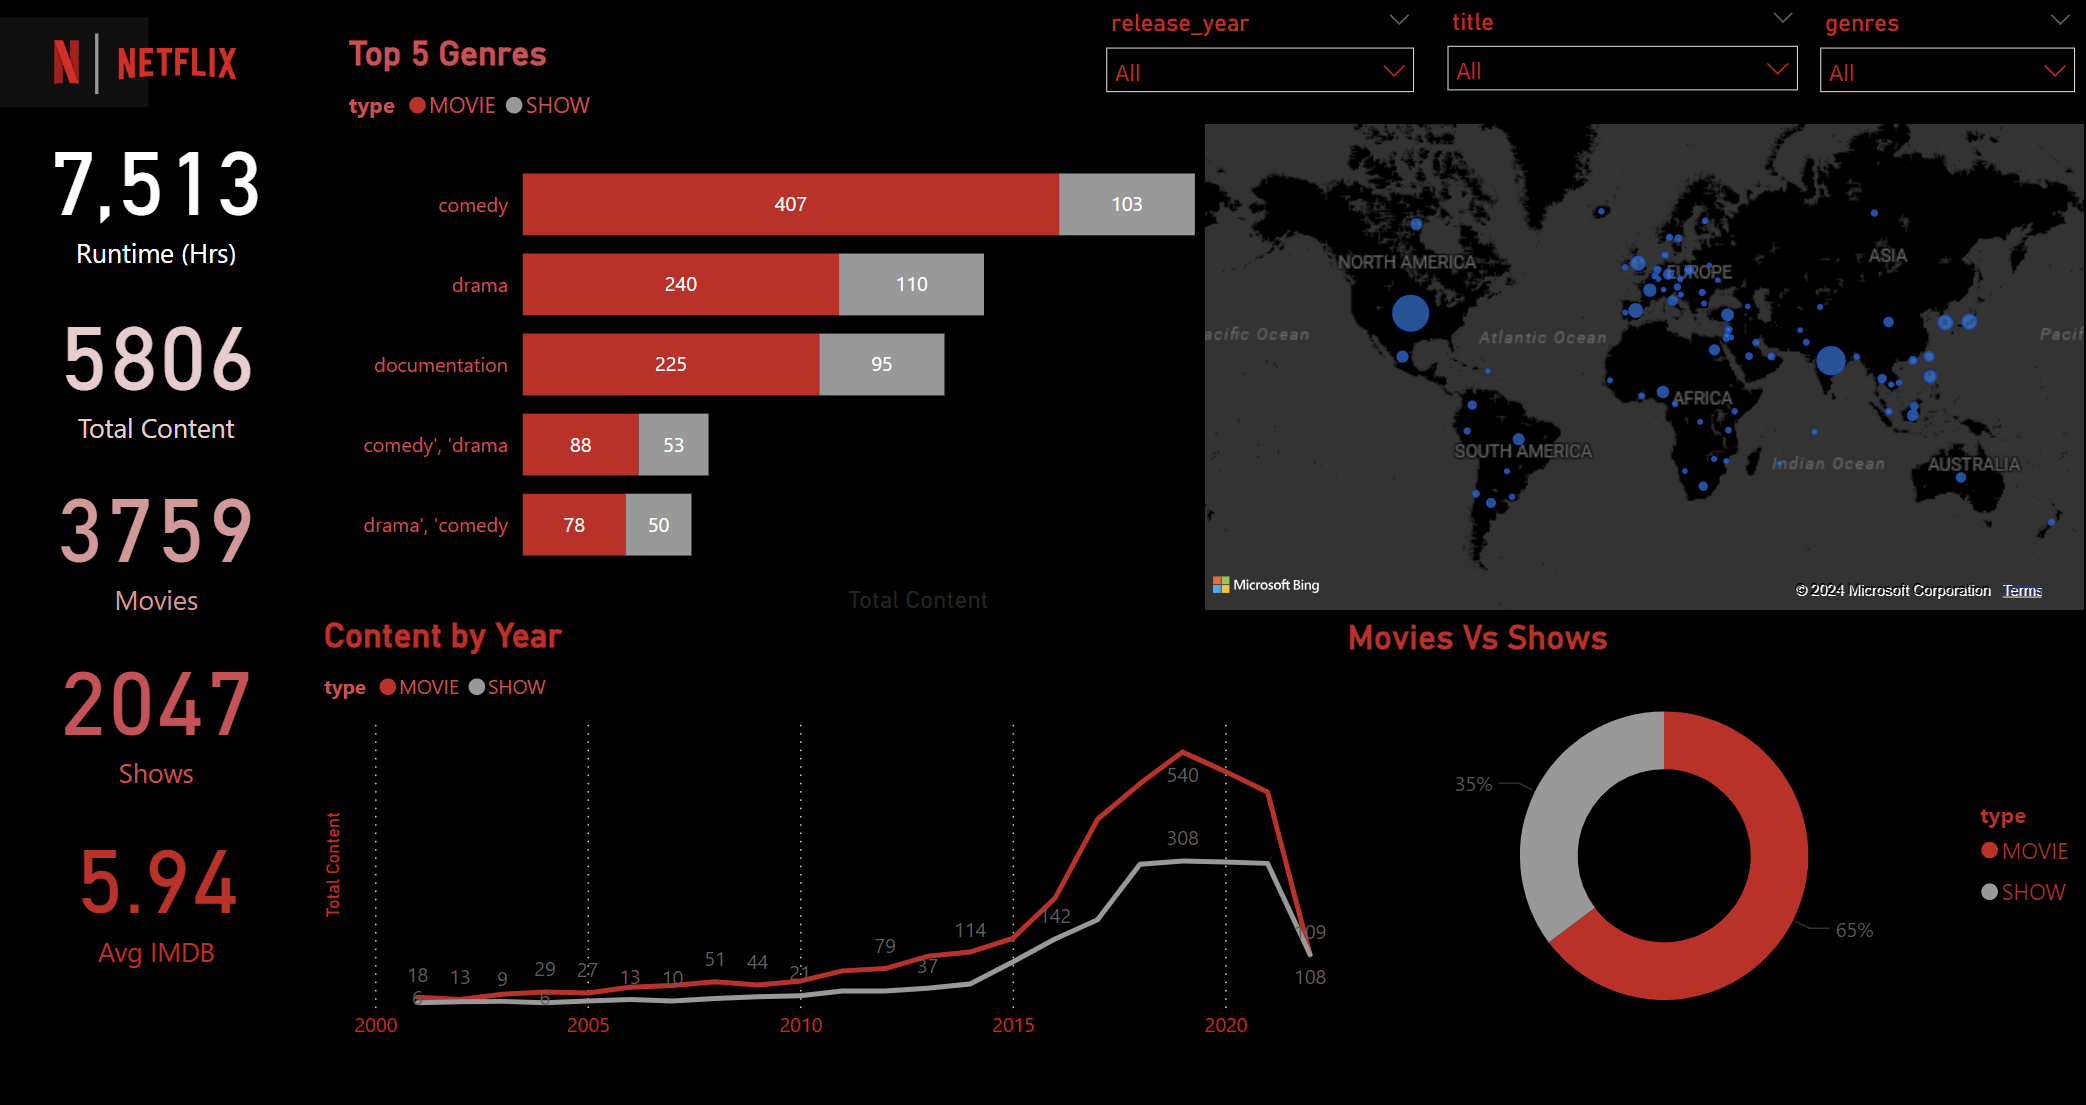 N | NETFLIX
7,513
Runtime (Hrs)
5806
Total Content
3759
Movies
2047
Shows
5.94
Avg IMDB
Top 5 Genres
type MOVIE SHOW
comedy 407 103
drama 240 110
documentation 225 95
comedy', 'drama 88 53
drama', 'comedy 78 50
Total Content
release_year
All
title
All
genres
All
NORTH AMERICA
EUROPE
ASIA
acific Ocean
Atlantic Ocean
Pacif
AFRICA
SOUTH AMERICA
Indian Ocean
AUSTRALIA
Microsoft Bing
© 2024 Microsoft Corporation Terms
Content by Year
type MOVIE SHOW
Total Content
540
308
142
109
108
114
79
37
51
44
21
18
13
9
29
27
13
10
6
6
2000 2005 2010 2015 2020
Movies Vs Shows
35%
65%
type
MOVIE
SHOW